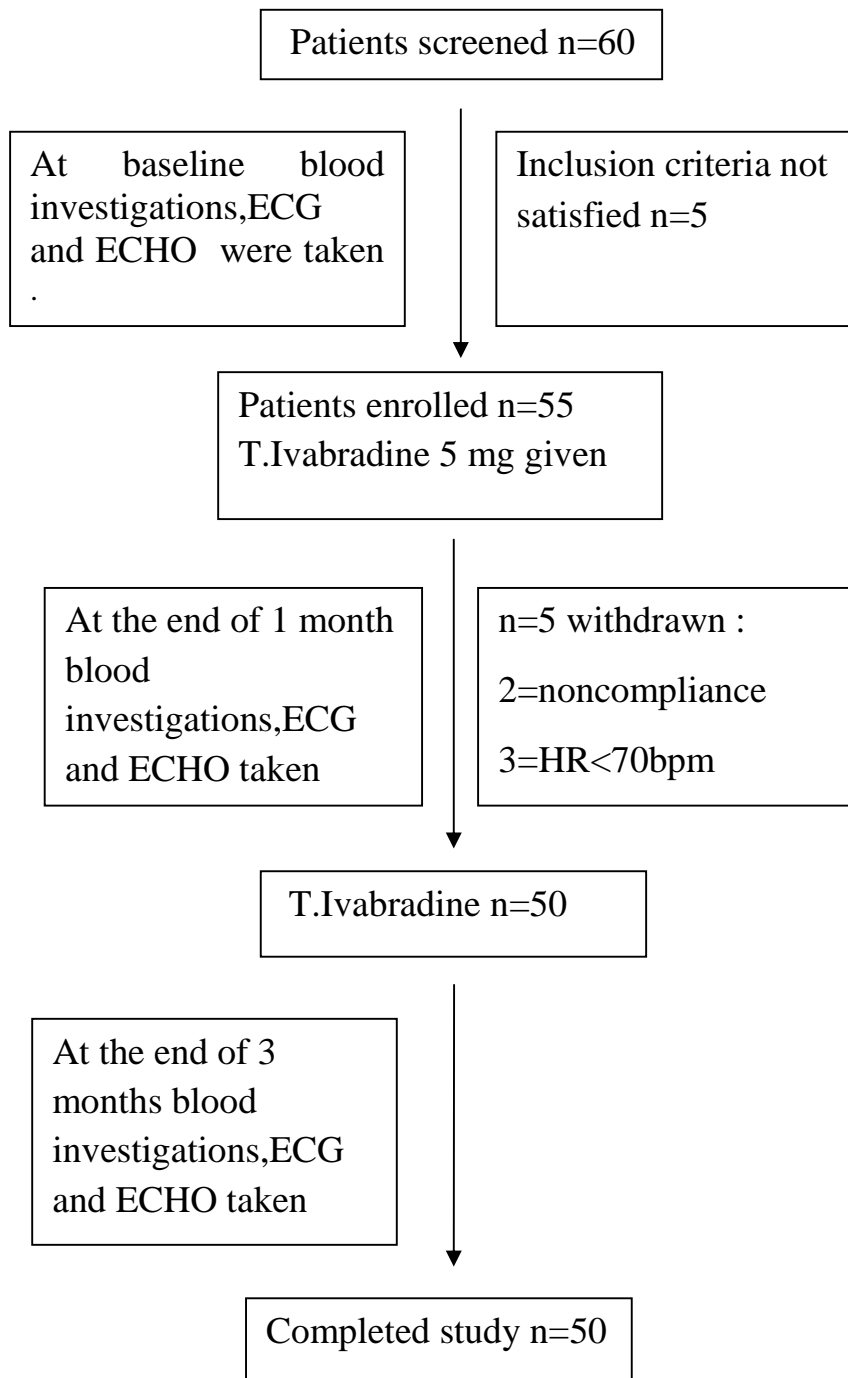 Patients screened n=60
At baseline blood
investigations,ECG
and ECHO were taken
.
Inclusion criteria not
satisfied n=5
Patients enrolled n=55
T.Ivabradine 5 mg given
At the end of 1 month
blood
investigations,ECG
and ECHO taken
n=5 withdrawn :
2=noncompliance
3=HR<70bpm
T.Ivabradine n=50
At the end of 3
months blood
investigations,ECG
and ECHO taken
Completed study n=50